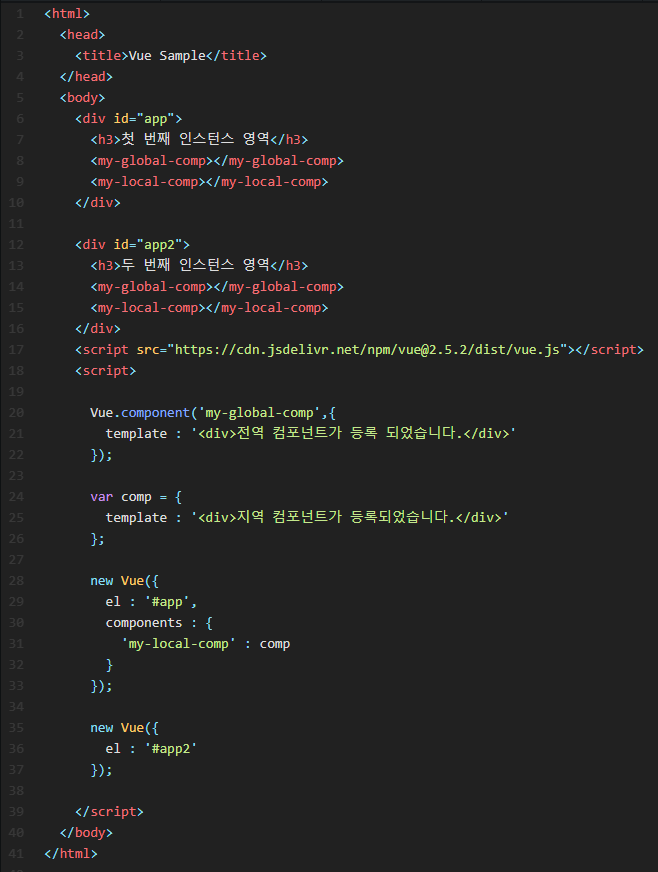 1 <html>
2   <head>
3     <title>Vue Sample</title>
4   </head>
5   <body>
6     <div id="app">
7       <h3>첫 번째 인스턴스 영역</h3>
8       <my-global-comp></my-global-comp>
9       <my-local-comp></my-local-comp>
10     </div>
11
12     <div id="app2">
13       <h3>두 번째 인스턴스 영역</h3>
14       <my-global-comp></my-global-comp>
15       <my-local-comp></my-local-comp>
16     </div>
17     <script src="https://cdn.jsdelivr.net/npm/vue@2.5.2/dist/vue.js"></script>
18     <script>
19
20       Vue.component('my-global-comp',{
21         template : '<div>전역 컴포넌트가 등록 되었습니다.</div>'
22       });
23
24       var comp = {
25         template : '<div>지역 컴포넌트가 등록되었습니다.</div>'
26       };
27
28       new Vue({
29         el : '#app',
30         components : {
31           'my-local-comp' : comp
32         }
33       });
34
35       new Vue({
36         el : '#app2'
37       });
38
39     </script>
40   </body>
41 </html>